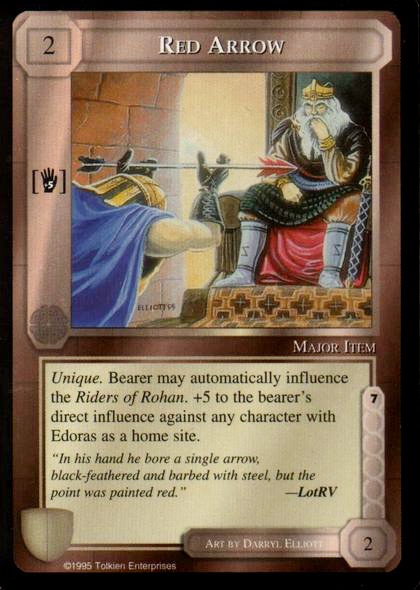 2
RED ARROW
[+5]
ELLIOTT95
MAJOR ITEM
Unique. Bearer may automatically influence
the Riders of Rohan. +5 to the bearer's
direct influence against any character with
Edoras as a home site.
7
"In his hand he bore a single arrow,
black-feathered and barbed with steel, but the
point was painted red." —LotRV
ART BY DARRYL ELLIOTT
2
©1995 Tolkien Enterprises